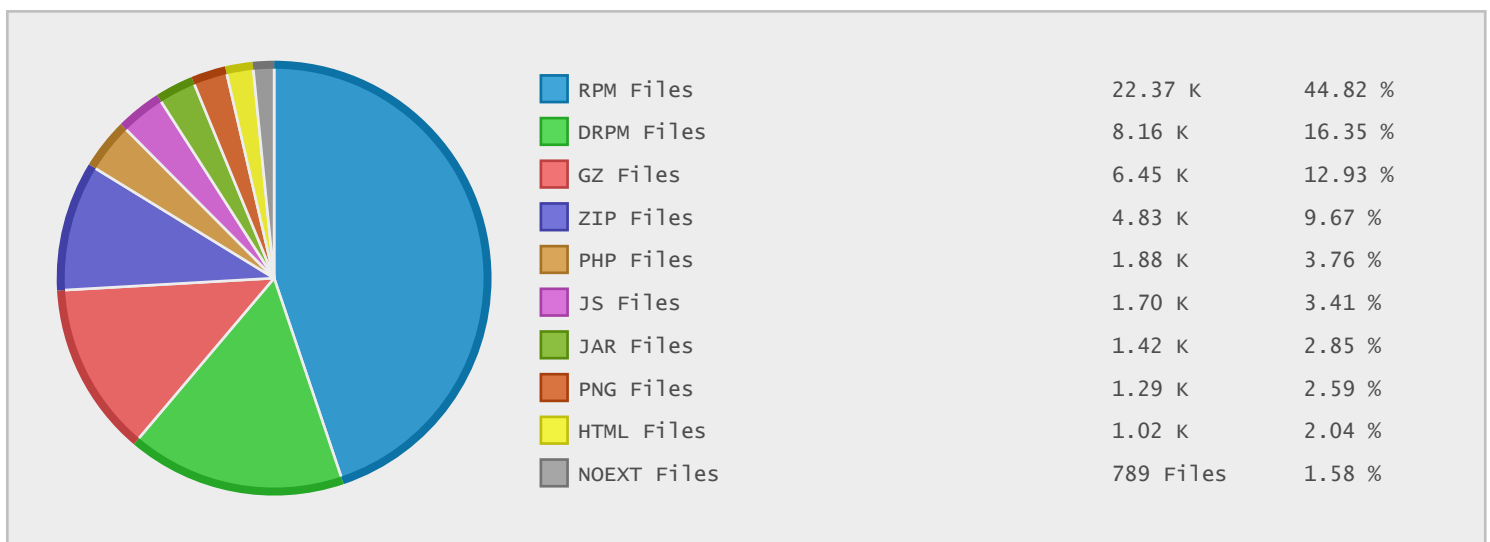 RPM Files 22.37 K 44.82 %
DRPM Files 8.16 K 16.35 %
GZ Files 6.45 K 12.93 %
ZIP Files 4.83 K 9.67 %
PHP Files 1.88 K 3.76 %
JS Files 1.70 K 3.41 %
JAR Files 1.42 K 2.85 %
PNG Files 1.29 K 2.59 %
HTML Files 1.02 K 2.04 %
NOEXT Files 789 Files 1.58 %